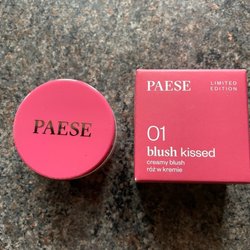 PAESE
PAESE
LIMITED
EDITION
01
blush kissed
creamy blush
róż w kremie